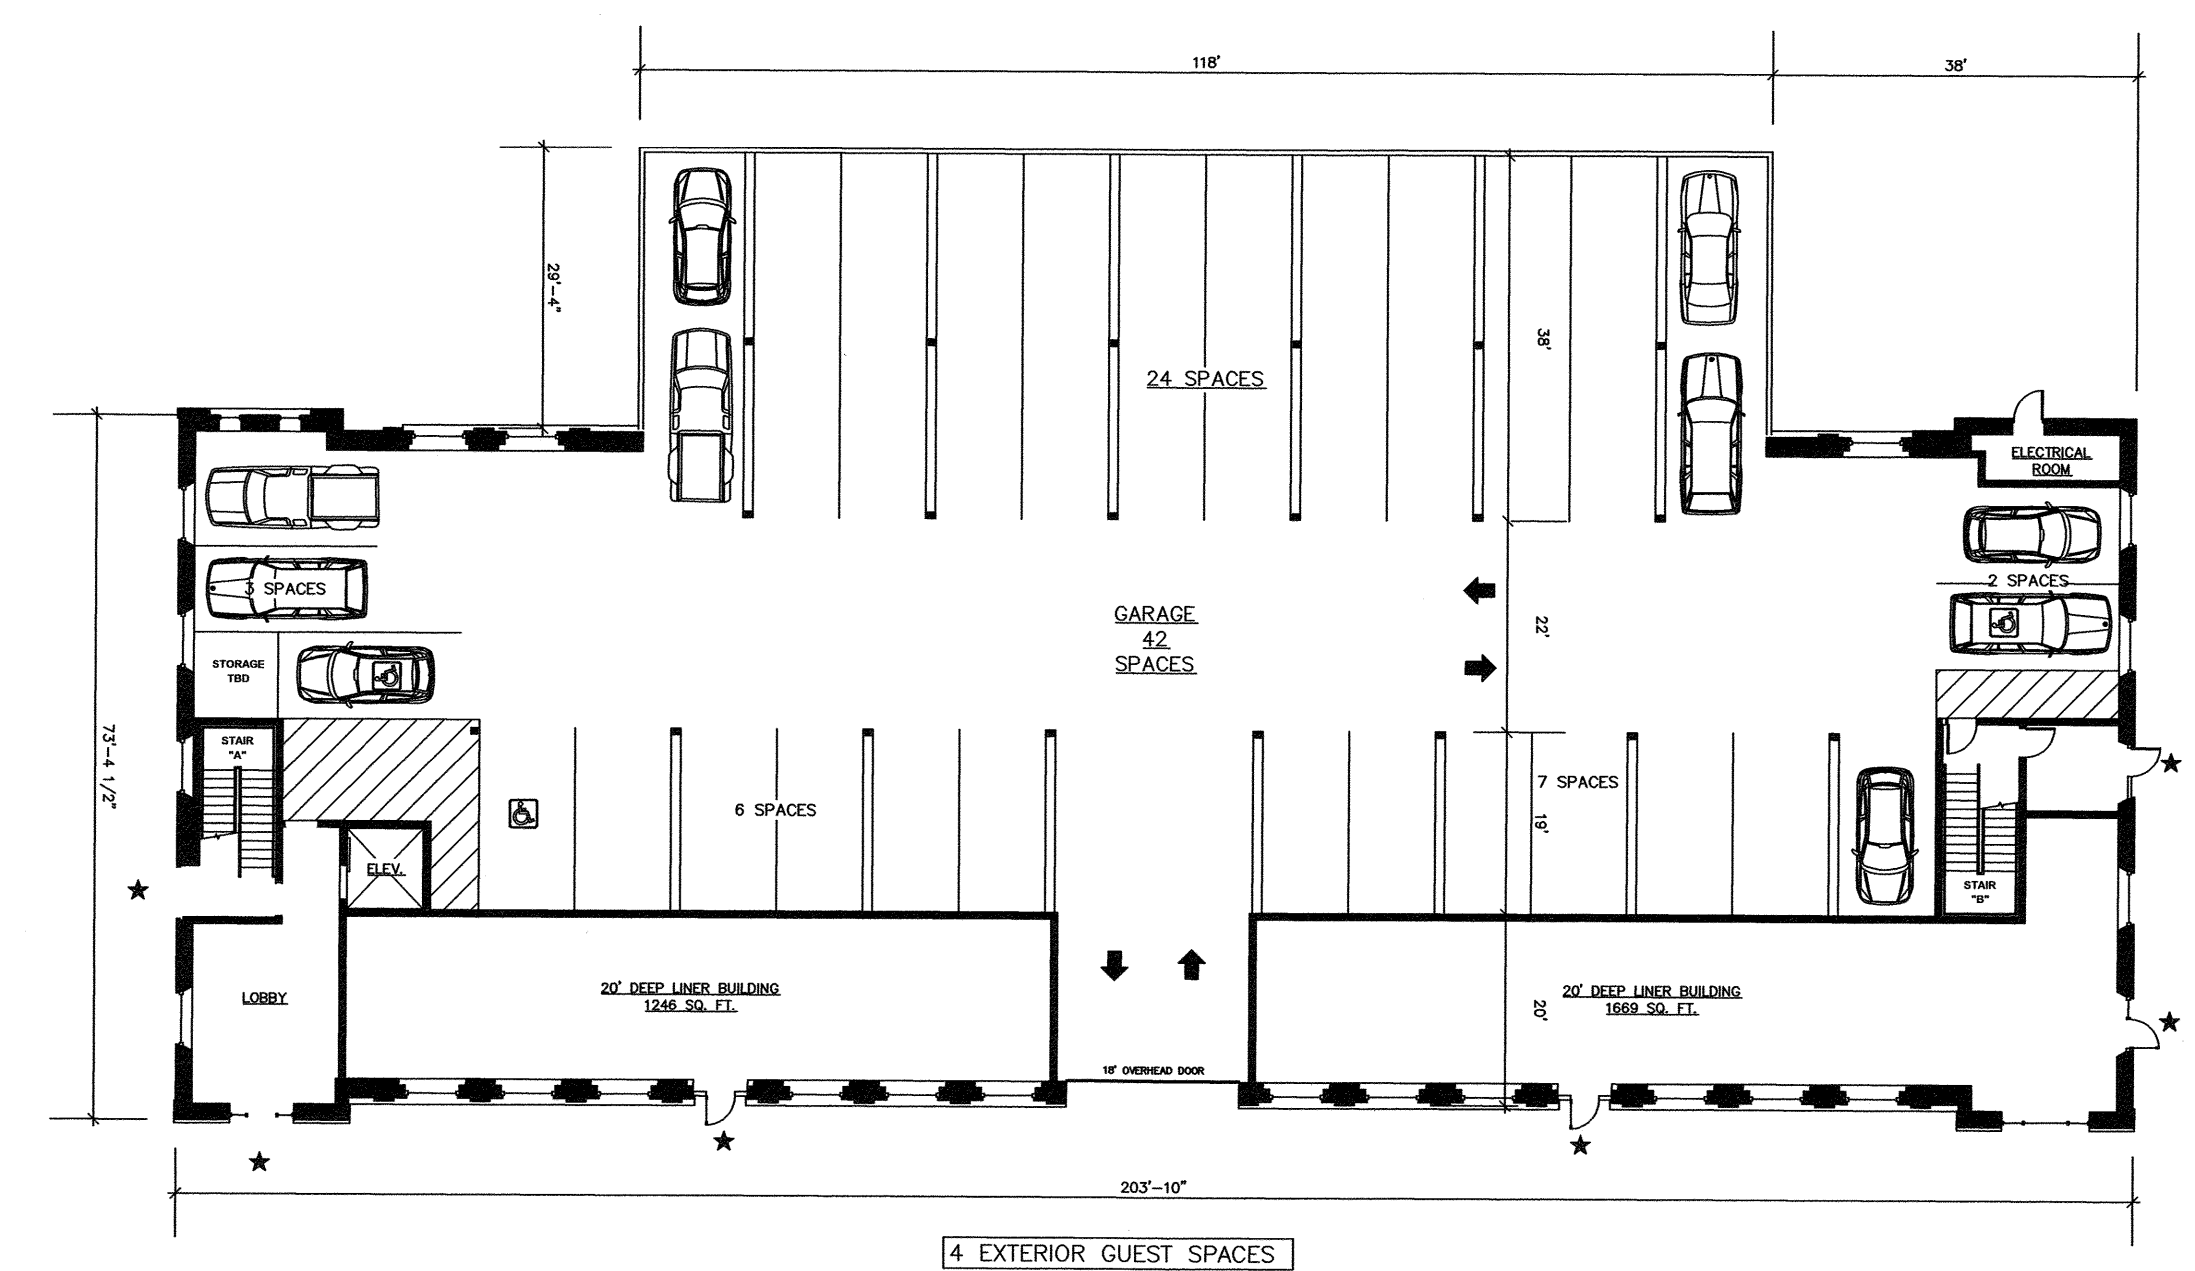 118'
38'
29'-4"
38'
24 SPACES
ELECTRICAL
ROOM
3 SPACES
2 SPACES
GARAGE
42
SPACES
22'
STORAGE
TBD
STAIR
"A"
73'-4 1/2"
6 SPACES
7 SPACES
19'
ELEV.
STAIR
"B"
LOBBY
20' DEEP LINER BUILDING
1246 SQ. FT.
20' DEEP LINER BUILDING
1669 SQ. FT.
20'
18' OVERHEAD DOOR
203'-10"
4 EXTERIOR GUEST SPACES